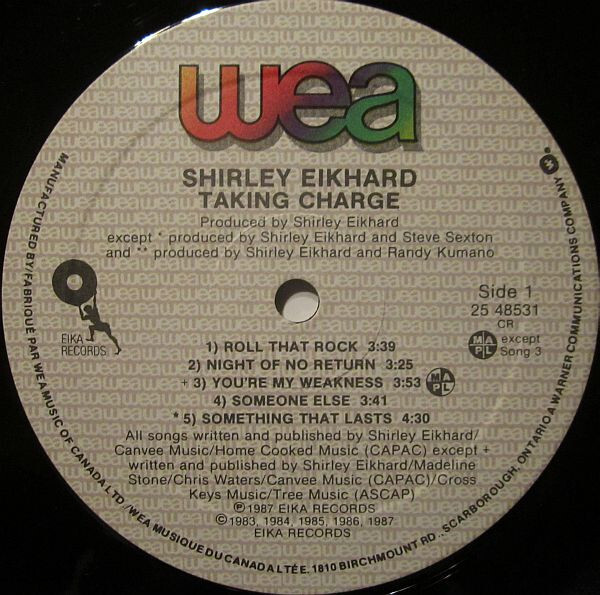 wea
SHIRLEY EIKHARD
TAKING CHARGE
Produced by Shirley Eikhard
except * produced by Shirley Eikhard and Steve Sexton
and ** produced by Shirley Eikhard and Randy Kumano
Side 1
25 48531
CR
MAPL except
Song 3
EIKA
RECORDS
1) ROLL THAT ROCK 3:39
2) NIGHT OF NO RETURN 3:25
+ 3) YOU'RE MY WEAKNESS 3:53 MAPL
4) SOMEONE ELSE 3:41
* 5) SOMETHING THAT LASTS 4:30
All songs written and published by Shirley Eikhard/
Canvee Music/Home Cooked Music (CAPAC) except +
written and published by Shirley Eikhard/Madeline
Stone/Chris Waters/Canvee Music (CAPAC)/Cross
Keys Music/Tree Music (ASCAP)
℗1987 EIKA RECORDS
©1983, 1984, 1985, 1986, 1987
EIKA RECORDS
MANUFACTURED BY/FABRIQUÉ PAR WEA MUSIC OF CANADA LTD./WEA MUSIQUE DU CANADA LTÉE. 1810 BIRCHMOUNT RD., SCARBOROUGH, ONTARIO A WARNER COMMUNICATIONS COMPANY